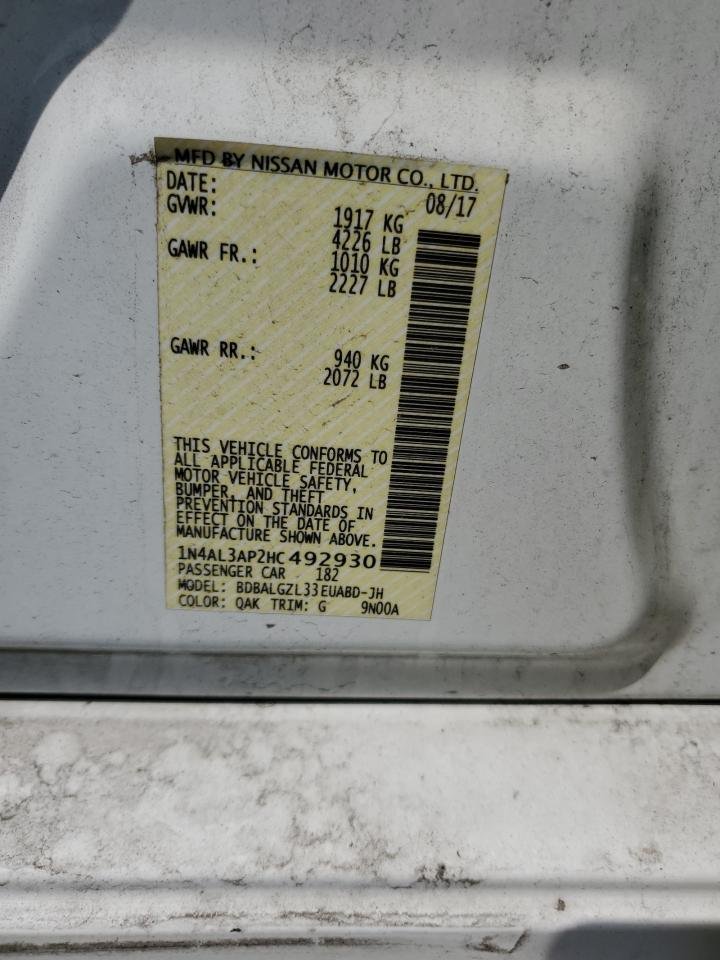 MFD BY NISSAN MOTOR CO., LTD.
DATE: 08/17
GVWR: 1917 KG
4226 LB
GAWR FR.: 1010 KG
2227 LB
GAWR RR.: 940 KG
2072 LB
THIS VEHICLE CONFORMS TO
ALL APPLICABLE FEDERAL
MOTOR VEHICLE SAFETY,
BUMPER, AND THEFT
PREVENTION STANDARDS IN
EFFECT ON THE DATE OF
MANUFACTURE SHOWN ABOVE.
1N4AL3AP2HC492930
PASSENGER CAR 182
MODEL: BDBALGZL33EUABD-JH
COLOR: QAK TRIM: G 9N00A